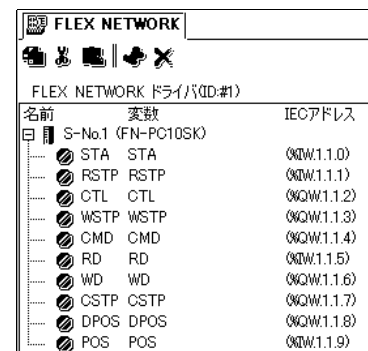 FLEX NETWORK
FLEX NETWORK ドライバ(ID:#1)
名前 変数 IECアドレス
S-No.1 (FN-PC10SK)
STA STA (%IW.1.1.0)
RSTP RSTP (%IW.1.1.1)
CTL CTL (%QW.1.1.2)
WSTP WSTP (%QW.1.1.3)
CMD CMD (%QW.1.1.4)
RD RD (%IW.1.1.5)
WD WD (%QW.1.1.6)
CSTP CSTP (%QW.1.1.7)
DPOS DPOS (%QW.1.1.8)
POS POS (%IW.1.1.9)